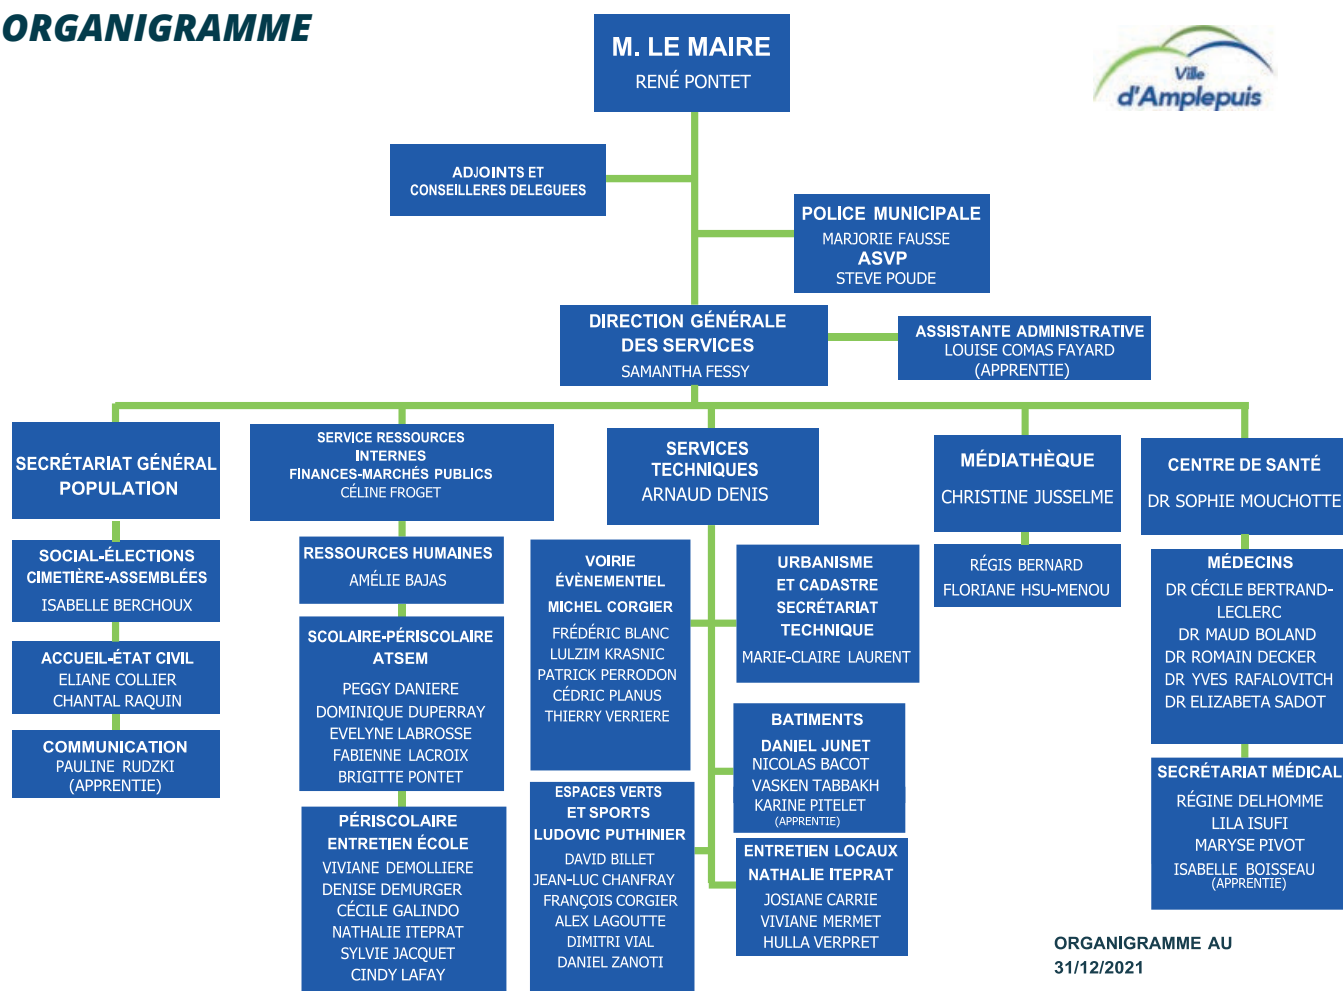 ORGANIGRAMME
M. LE MAIRE
RENÉ PONTET
Ville
d'Amplepuis
ADJOINTS ET
CONSEILLERES DELEGUEES
POLICE MUNICIPALE
MARJORIE FAUSSE
ASVP
STEVE POUDE
DIRECTION GÉNÉRALE
DES SERVICES
SAMANTHA FESSY
ASSISTANTE ADMINISTRATIVE
LOUISE COMAS FAYARD
(APPRENTIE)
SECRÉTARIAT GÉNÉRAL
POPULATION
SOCIAL-ÉLECTIONS
CIMETIÈRE-ASSEMBLÉES
ISABELLE BERCHOUX
ACCUEIL-ÉTAT CIVIL
ELIANE COLLIER
CHANTAL RAQUIN
COMMUNICATION
PAULINE RUDZKI
(APPRENTIE)
SERVICE RESSOURCES
INTERNES
FINANCES-MARCHÉS PUBLICS
CÉLINE FROGET
RESSOURCES HUMAINES
AMÉLIE BAJAS
SCOLAIRE-PÉRISCOLAIRE
ATSEM
PEGGY DANIERE
DOMINIQUE DUPERRAY
EVELYNE LABROSSE
FABIENNE LACROIX
BRIGITTE PONTET
PÉRISCOLAIRE
ENTRETIEN ÉCOLE
VIVIANE DEMOLLIERE
DENISE DEMURGER
CÉCILE GALINDO
NATHALIE ITEPRAT
SYLVIE JACQUET
CINDY LAFAY
SERVICES
TECHNIQUES
ARNAUD DENIS
VOIRIE
ÉVÈNEMENTIEL
MICHEL CORGIER
FRÉDÉRIC BLANC
LULZIM KRASNIC
PATRICK PERRODON
CÉDRIC PLANUS
THIERRY VERRIERE
ESPACES VERTS
ET SPORTS
LUDOVIC PUTHINIER
DAVID BILLET
JEAN-LUC CHANFRAY
FRANÇOIS CORGIER
ALEX LAGOUTTE
DIMITRI VIAL
DANIEL ZANOTI
URBANISME
ET CADASTRE
SECRÉTARIAT
TECHNIQUE
MARIE-CLAIRE LAURENT
BATIMENTS
DANIEL JUNET
NICOLAS BACOT
VASKEN TABBAKH
KARINE PITELET
(APPRENTIE)
ENTRETIEN LOCAUX
NATHALIE ITEPRAT
JOSIANE CARRIE
VIVIANE MERMET
HULLA VERPRET
MÉDIATHÈQUE
CHRISTINE JUSSELME
RÉGIS BERNARD
FLORIANE HSU-MENOU
CENTRE DE SANTÉ
DR SOPHIE MOUCHOTTE
MÉDECINS
DR CÉCILE BERTRAND-
LECLERC
DR MAUD BOLAND
DR ROMAIN DECKER
DR YVES RAFALOVITCH
DR ELIZABETA SADOT
SECRÉTARIAT MÉDICAL
RÉGINE DELHOMME
LILA ISUFI
MARYSE PIVOT
ISABELLE BOISSEAU
(APPRENTIE)
ORGANIGRAMME AU
31/12/2021